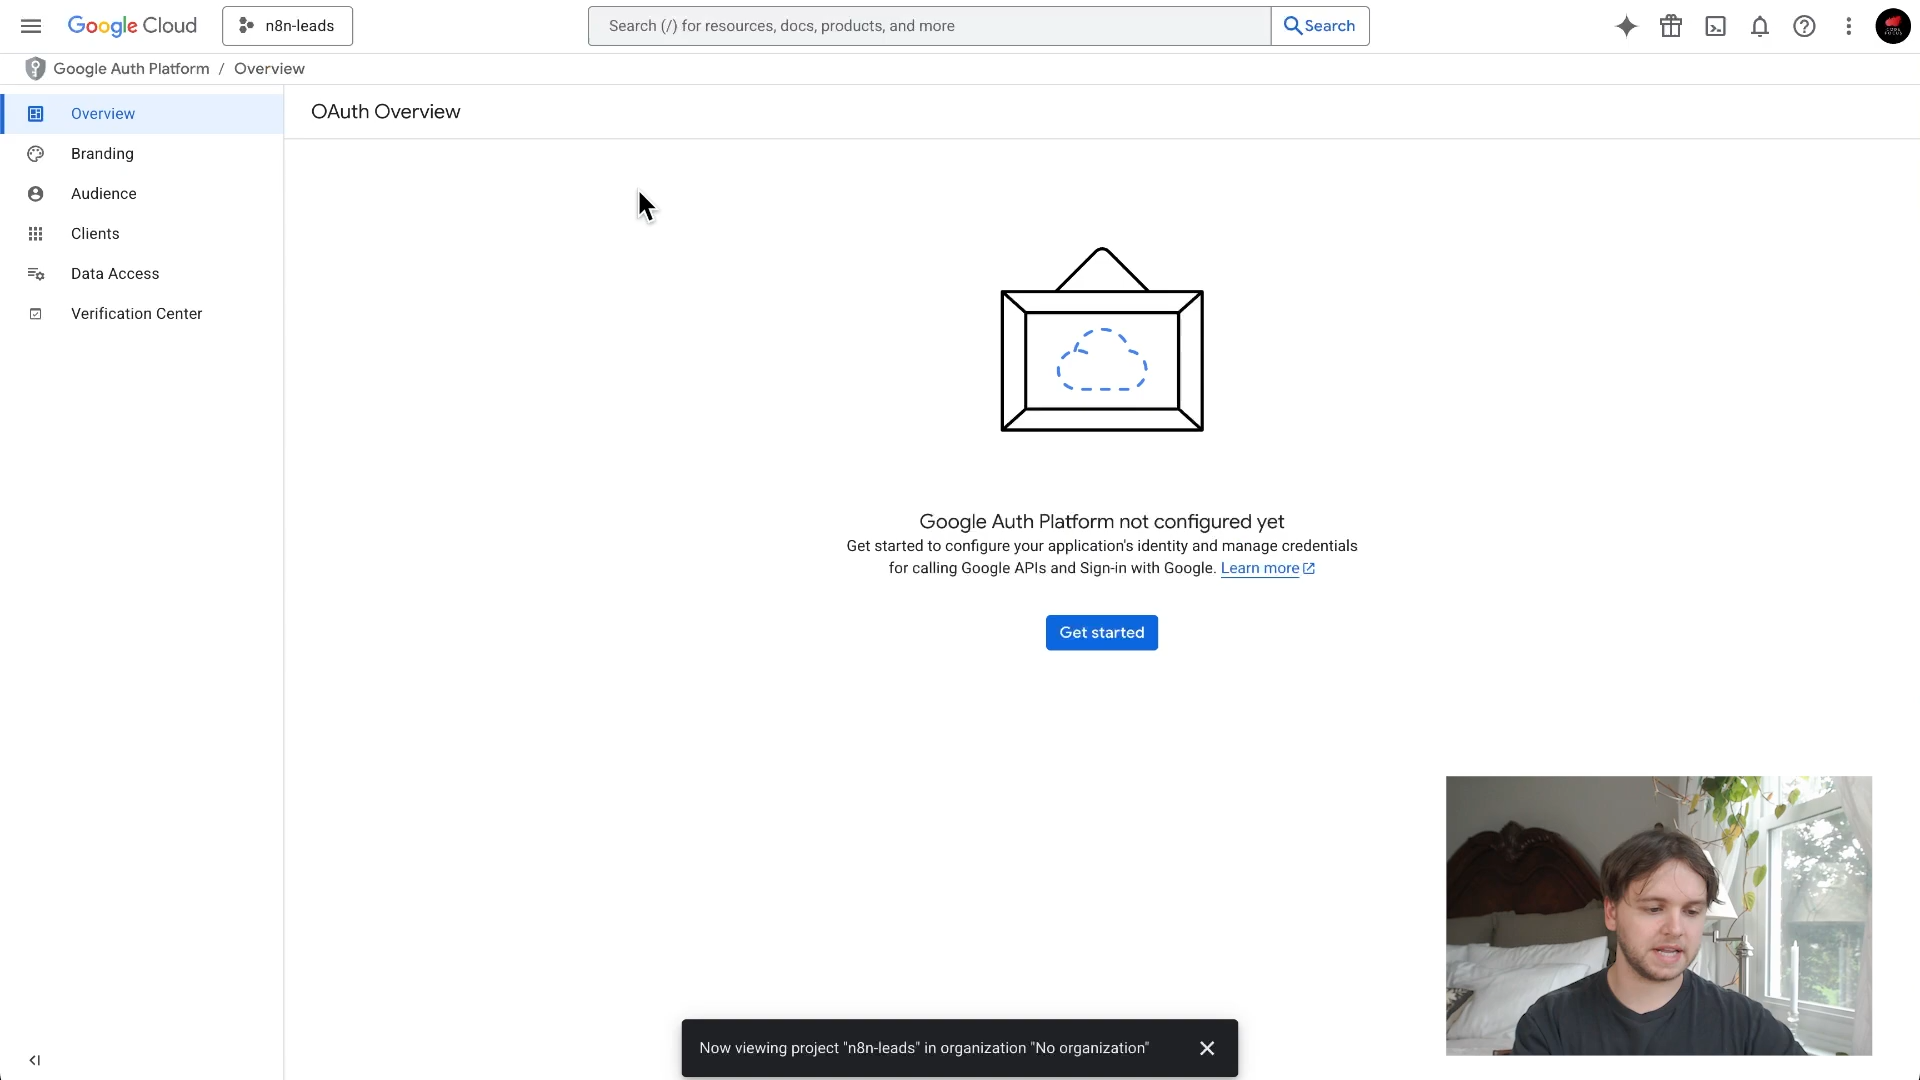 Google Cloud
n8n-leads
Search (/) for resources, docs, products, and more
Search
Google Auth Platform / Overview
Overview
Branding
Audience
Clients
Data Access
Verification Center
OAuth Overview
Google Auth Platform not configured yet
Get started to configure your application's identity and manage credentials
for calling Google APIs and Sign-in with Google. Learn more
Get started
Now viewing project "n8n-leads" in organization "No organization"